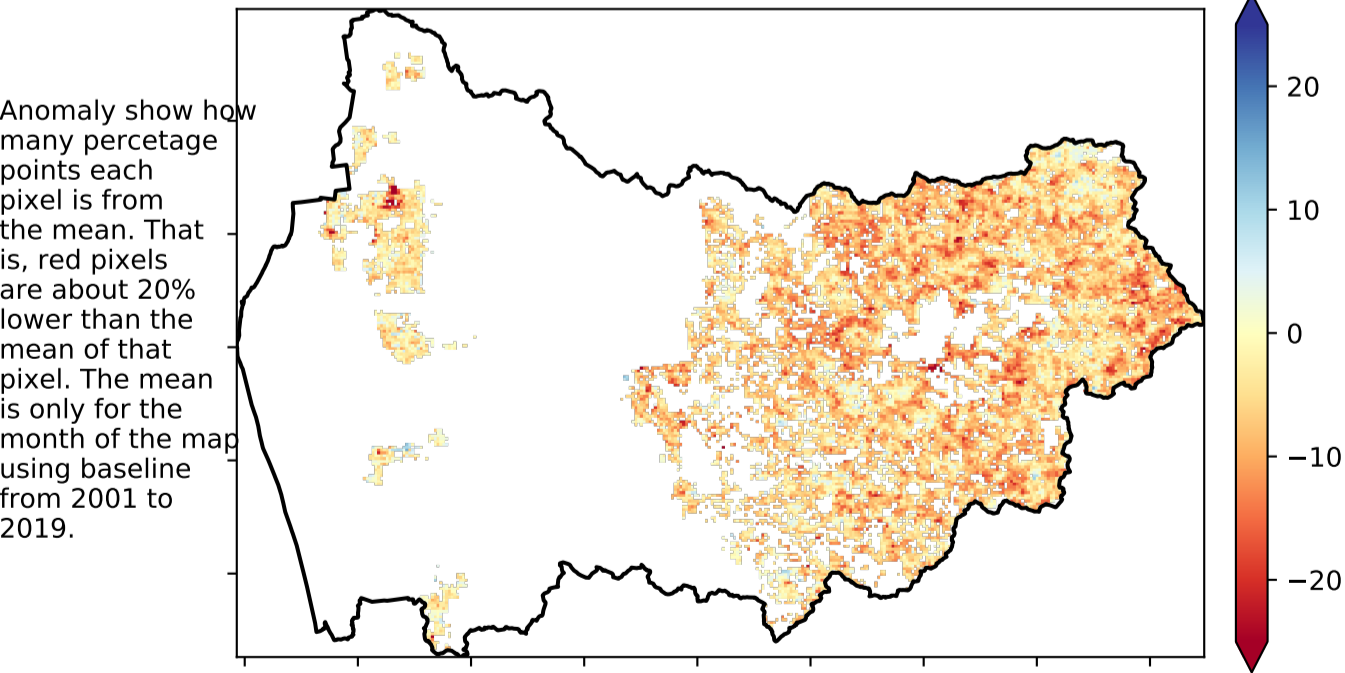 Anomaly show how
many percetage
points each
pixel is from
the mean. That
is, red pixels
are about 20%
lower than the
mean of that
pixel. The mean
is only for the
month of the map
using baseline
from 2001 to
2019.
20
10
0
−10
−20